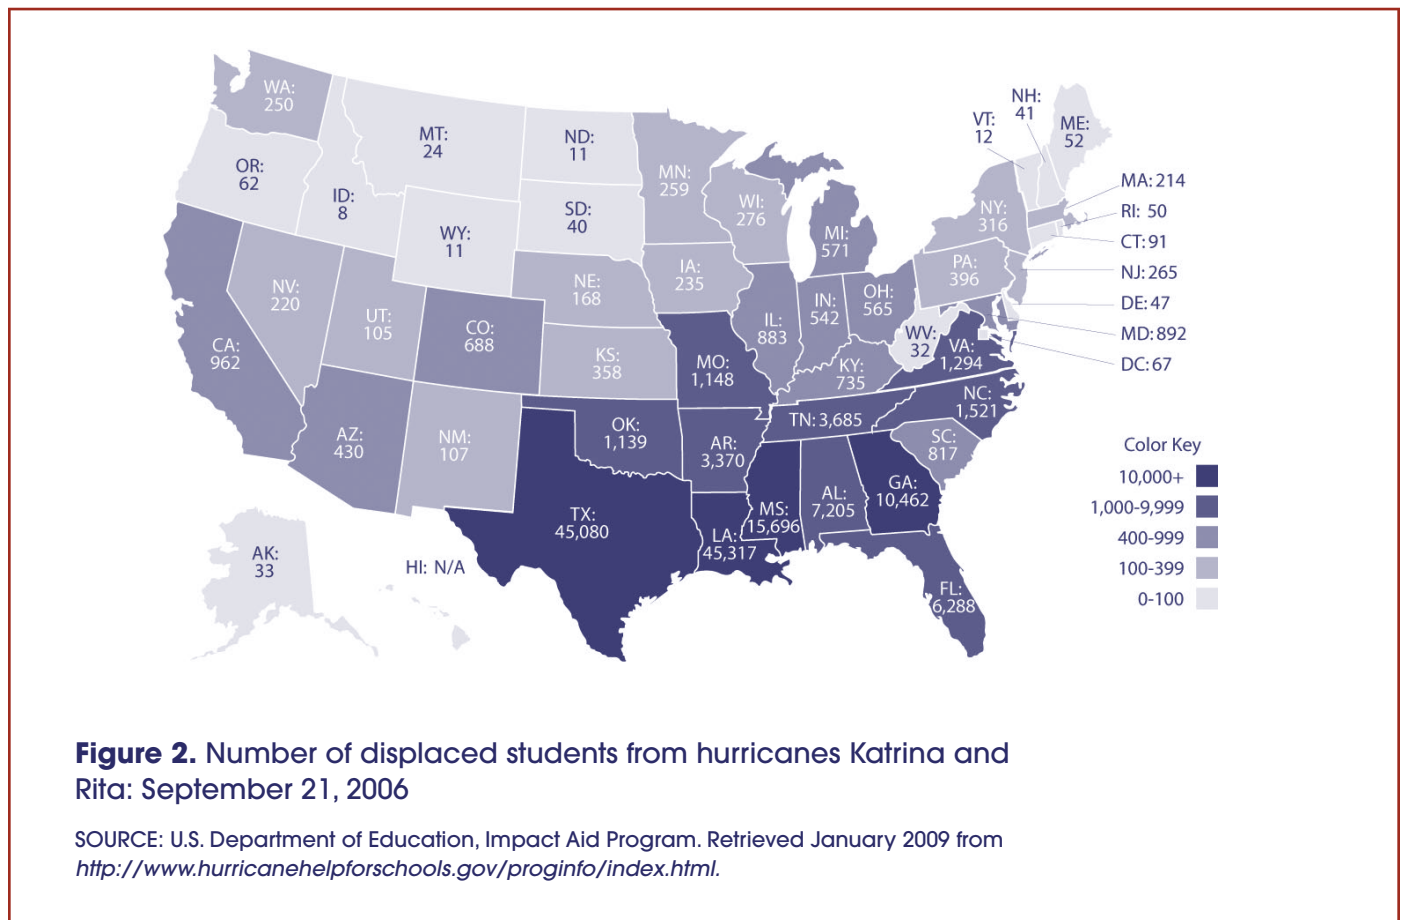 WA:
250
OR:
62
ID:
8
MT:
24
ND:
11
SD:
40
WY:
11
MN:
259
WI:
276
MI:
571
NY:
316
VT:
12
NH:
41
ME:
52
MA: 214
RI: 50
CT: 91
NJ: 265
DE: 47
MD: 892
DC: 67
CA:
962
NV:
220
UT:
105
CO:
688
NE:
168
IA:
235
KS:
358
MO:
1,148
IL:
883
IN:
542
OH:
565
PA:
396
WV:
32
VA:
1,294
KY:
735
TN: 3,685
NC:
1,521
SC:
817
AZ:
430
NM:
107
OK:
1,139
AR:
3,370
TX:
45,080
LA:
45,317
MS:
15,696
AL:
7,205
GA:
10,462
FL:
6,288
AK:
33
HI: N/A
Color Key
10,000+
1,000-9,999
400-999
100-399
0-100
Figure 2. Number of displaced students from hurricanes Katrina and
Rita: September 21, 2006
SOURCE: U.S. Department of Education, Impact Aid Program. Retrieved January 2009 from
http://www.hurricanehelpforschools.gov/proginfo/index.html.